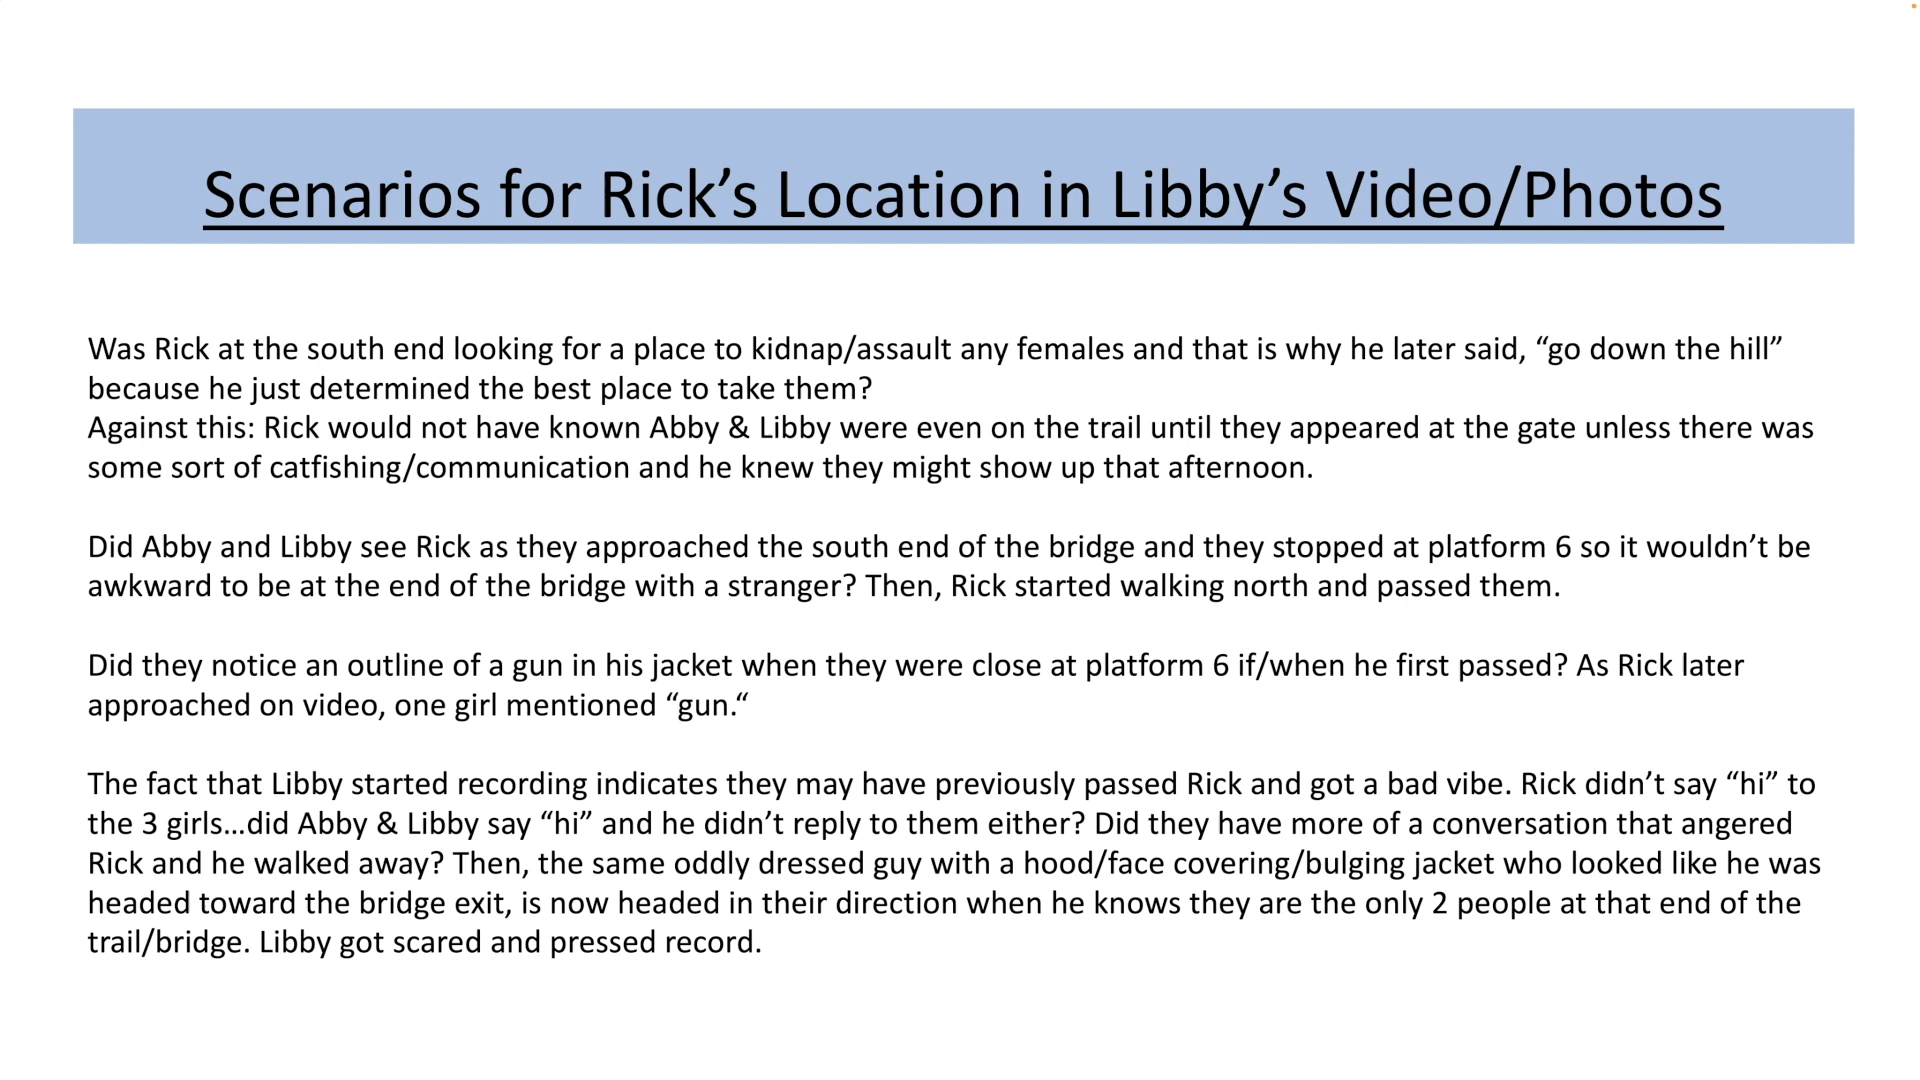 Scenarios for Rick’s Location in Libby’s Video/Photos
Was Rick at the south end looking for a place to kidnap/assault any females and that is why he later said, “go down the hill”
because he just determined the best place to take them?
Against this: Rick would not have known Abby & Libby were even on the trail until they appeared at the gate unless there was
some sort of catfishing/communication and he knew they might show up that afternoon.
Did Abby and Libby see Rick as they approached the south end of the bridge and they stopped at platform 6 so it wouldn’t be
awkward to be at the end of the bridge with a stranger? Then, Rick started walking north and passed them.
Did they notice an outline of a gun in his jacket when they were close at platform 6 if/when he first passed? As Rick later
approached on video, one girl mentioned “gun.“
The fact that Libby started recording indicates they may have previously passed Rick and got a bad vibe. Rick didn’t say “hi” to
the 3 girls…did Abby & Libby say “hi” and he didn’t reply to them either? Did they have more of a conversation that angered
Rick and he walked away? Then, the same oddly dressed guy with a hood/face covering/bulging jacket who looked like he was
headed toward the bridge exit, is now headed in their direction when he knows they are the only 2 people at that end of the
trail/bridge. Libby got scared and pressed record.